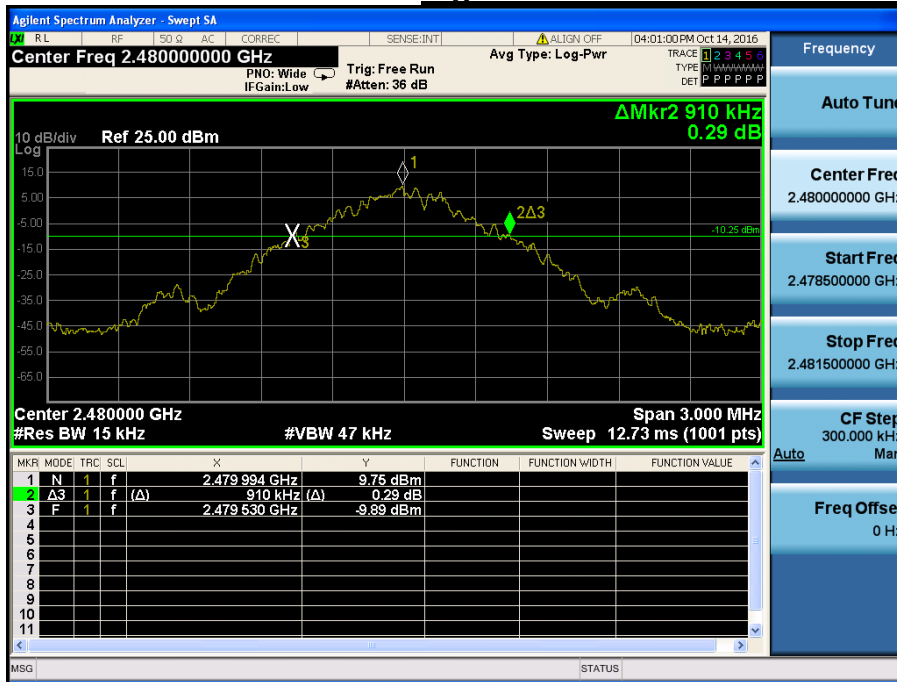 Agilent Spectrum Analyzer - Swept SA
LXI RL RF 50 Ω AC CORREC SENSE:INT ALIGN OFF 04:01:00 PM Oct 14, 2016
Center Freq 2.480000000 GHz
PNO: Wide
IFGain:Low
Trig: Free Run
#Atten: 36 dB
Avg Type: Log-Pwr
TRACE 1 2 3 4 5 6
TYPE M W W W W W
DET P P P P P P
ΔMkr2 910 kHz
0.29 dB
10 dB/div Ref 25.00 dBm
Log
15.0
5.00
-5.00
-15.0
-25.0
-35.0
-45.0
-55.0
-65.0
1
2Δ3
3
-10.25 dBm
Center 2.480000 GHz Span 3.000 MHz
#Res BW 15 kHz #VBW 47 kHz Sweep 12.73 ms (1001 pts)
MKR MODE TRC SCL X Y FUNCTION FUNCTION WIDTH FUNCTION VALUE
1 N 1 f 2.479 994 GHz 9.75 dBm
2 Δ3 1 f (Δ) 910 kHz (Δ) 0.29 dB
3 F 1 f 2.479 530 GHz -9.89 dBm
4
5
6
7
8
9
10
11
MSG STATUS
Frequency
Auto Tune
Center Freq
2.480000000 GHz
Start Freq
2.478500000 GHz
Stop Freq
2.481500000 GHz
CF Step
300.000 kHz
Auto Man
Freq Offset
0 Hz